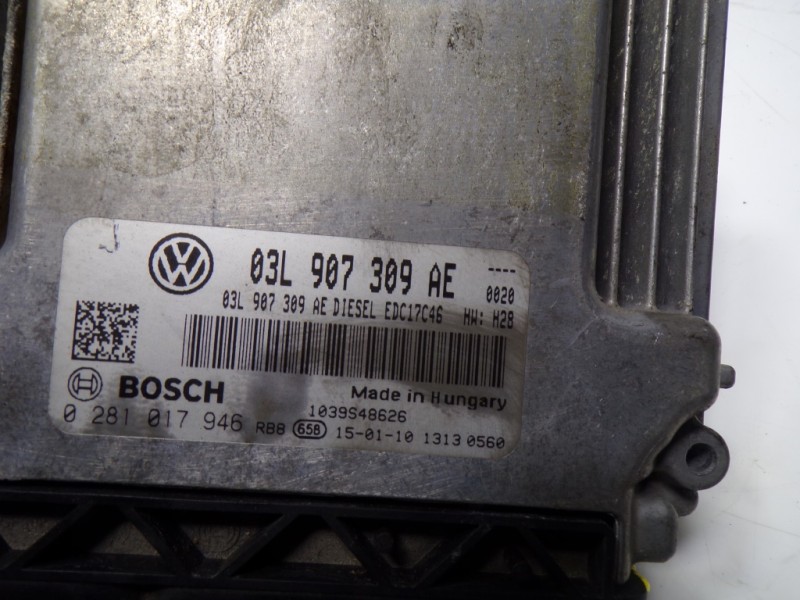 03L 907 309 AE ----
03L 907 309 AE DIESEL EDC17C46 HW: H28 0020
BOSCH Made in Hungary
0 281 017 946 RB8 658 1039S48626
15-01-10 1313 0560